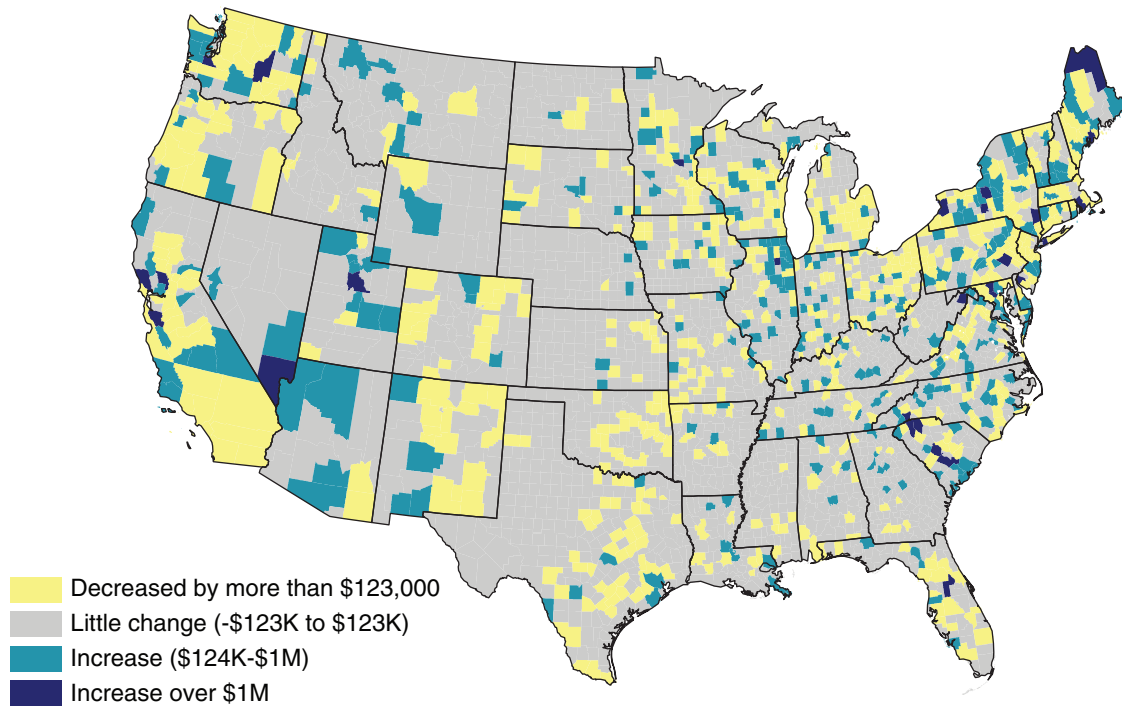 Decreased by more than $123,000
Little change (-$123K to $123K)
Increase ($124K-$1M)
Increase over $1M